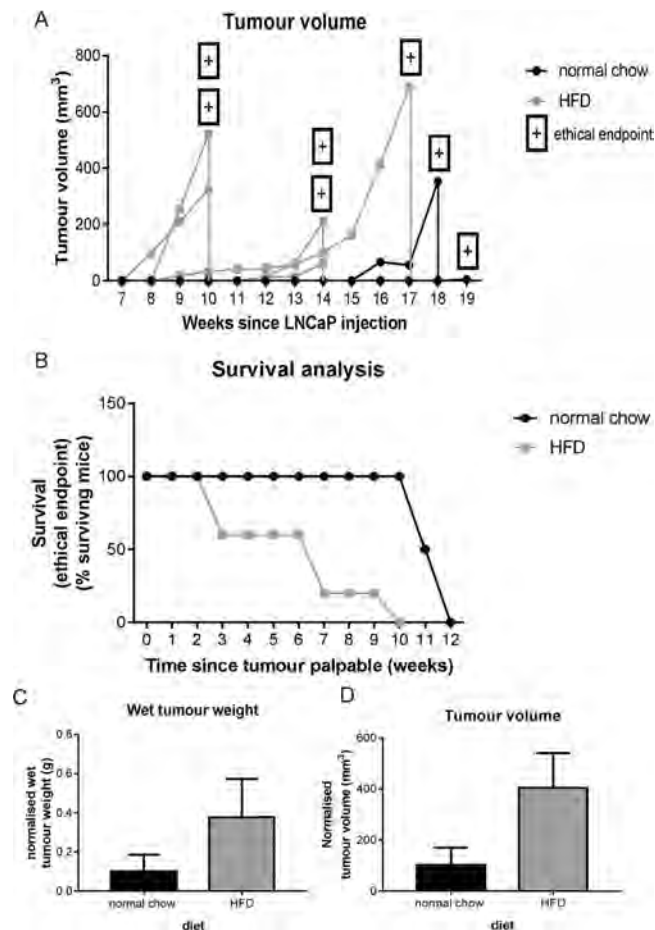 A
Tumour volume
800
600
400
200
0
Tumour volume (mm³)
7 8 9 10 11 12 13 14 15 16 17 18 19
Weeks since LNCaP injection
+
+
+
+
+
+
+
normal chow
HFD
+ ethical endpoint
B
Survival analysis
150
100
50
0
Survival
(ethical endpoint)
(% survivng mice)
0 1 2 3 4 5 6 7 8 9 10 11 12
Time since tumour palpable (weeks)
normal chow
HFD
C
Wet tumour weight
0.8
0.6
0.4
0.2
0.0
normalised wet
tumour weight (g)
normal chow HFD
diet
D
Tumour volume
600
400
200
0
Normalised
tumour volume (mm³)
normal chow HFD
diet